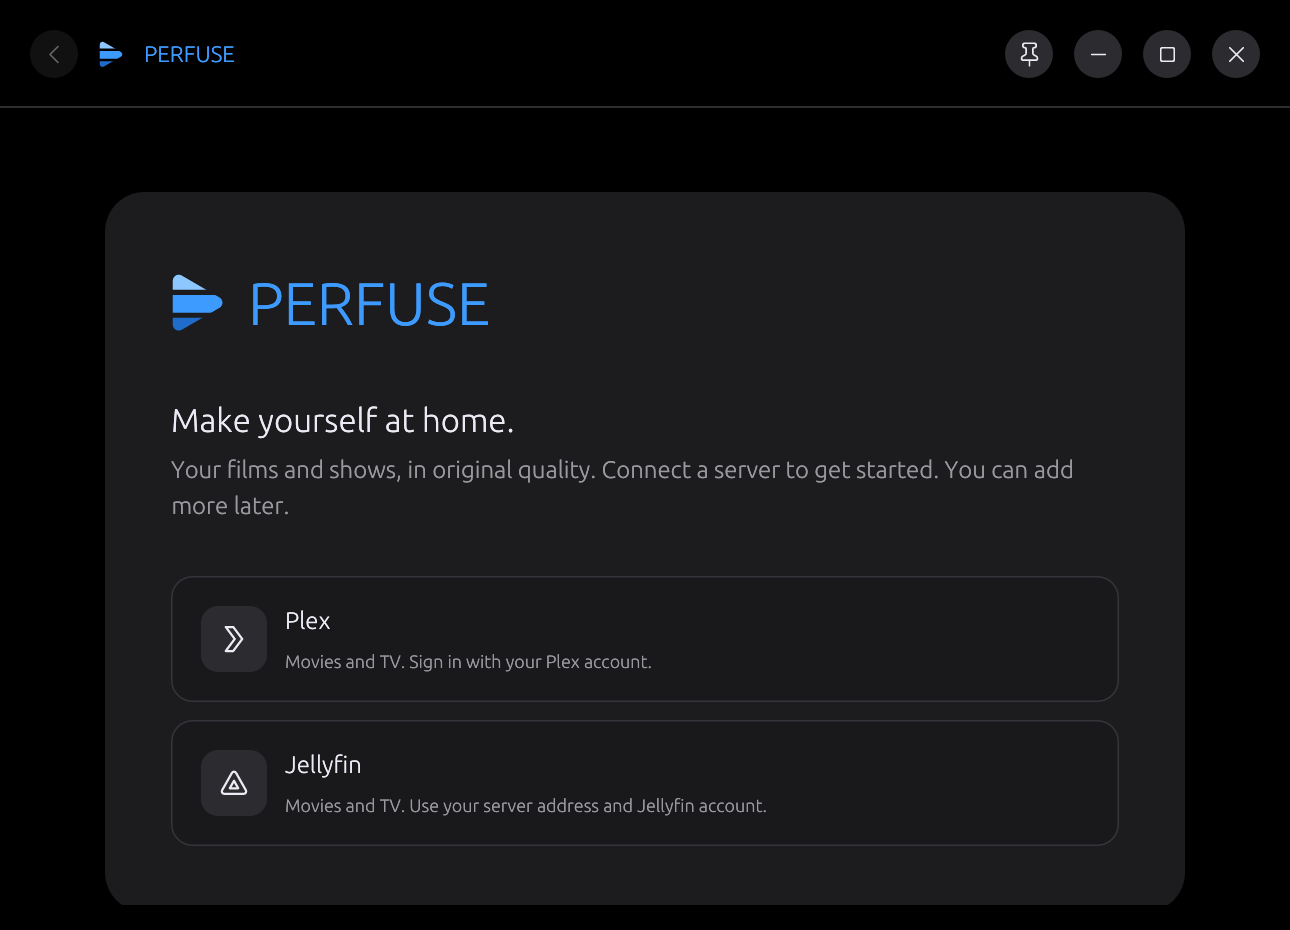 PERFUSE
PERFUSE
Make yourself at home.
Your films and shows, in original quality. Connect a server to get started. You can add
more later.
Plex
Movies and TV. Sign in with your Plex account.
Jellyfin
Movies and TV. Use your server address and Jellyfin account.